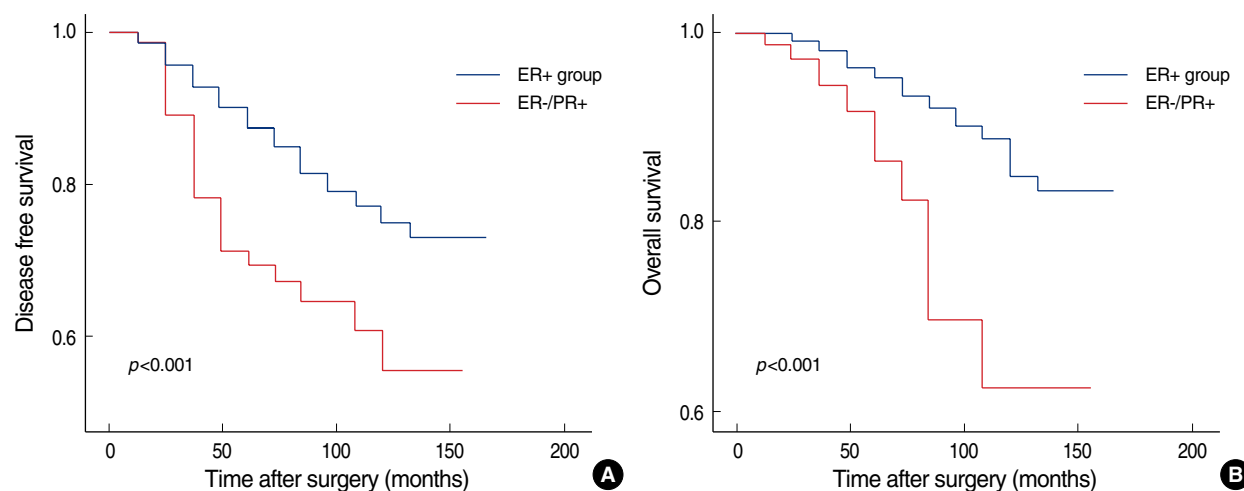 1.0
0.8
0.6
Disease free survival
ER+ group
ER-/PR+
p<0.001
0 50 100 150 200
Time after surgery (months)
A
1.0
0.8
0.6
Overall survival
ER+ group
ER-/PR+
p<0.001
0 50 100 150 200
Time after surgery (months)
B